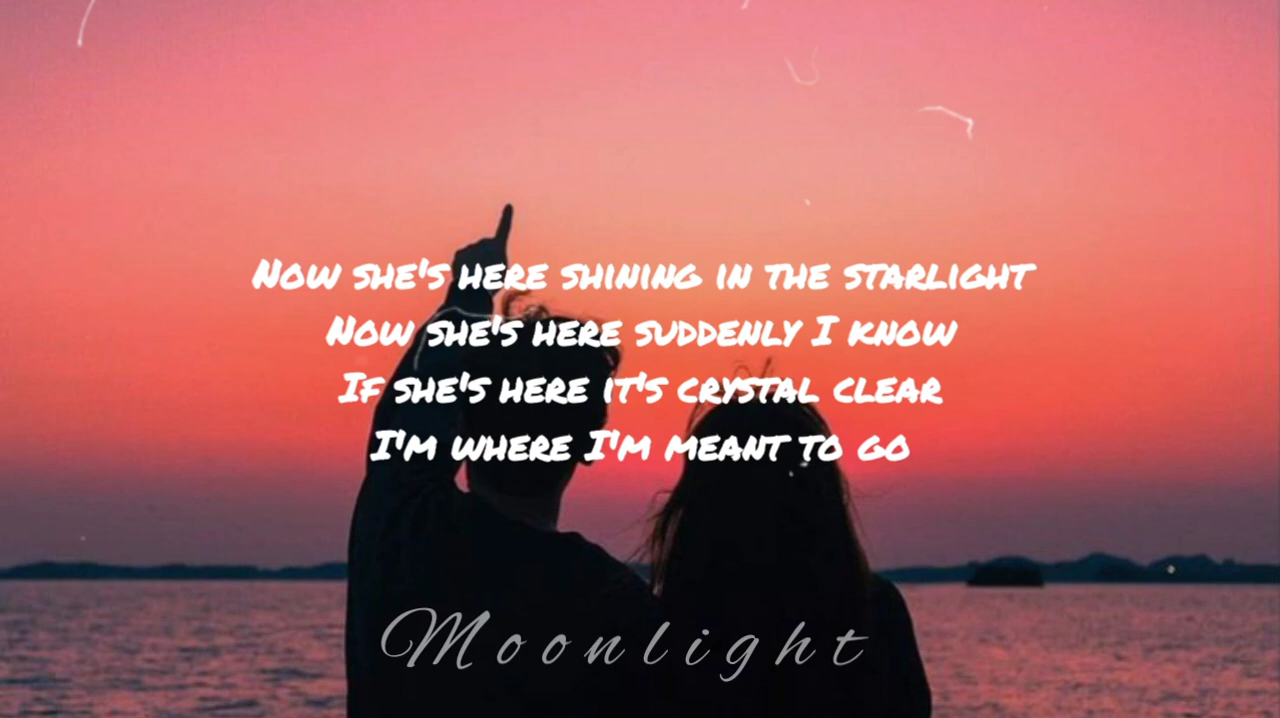 Now she's here shining in the starlight
Now she's here suddenly I know
If she's here it's crystal clear
I'm where I'm meant to go
Moonlight